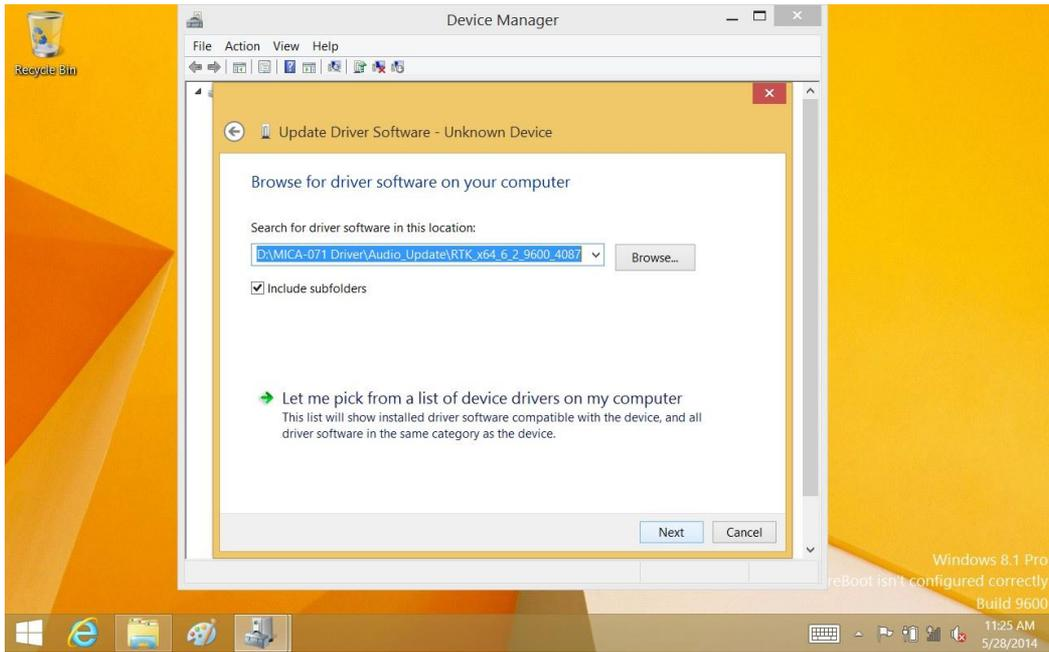 Recycle Bin
Device Manager
File Action View Help
Update Driver Software - Unknown Device
Browse for driver software on your computer
Search for driver software in this location:
D:\MICA-071 Driver\Audio_Update\RTK_x64_6_2_9600_4087
Browse...
Include subfolders
Let me pick from a list of device drivers on my computer
This list will show installed driver software compatible with the device, and all
driver software in the same category as the device.
Next Cancel
Windows 8.1 Pro
reBoot isn't configured correctly
Build 9600
11:25 AM
5/28/2014